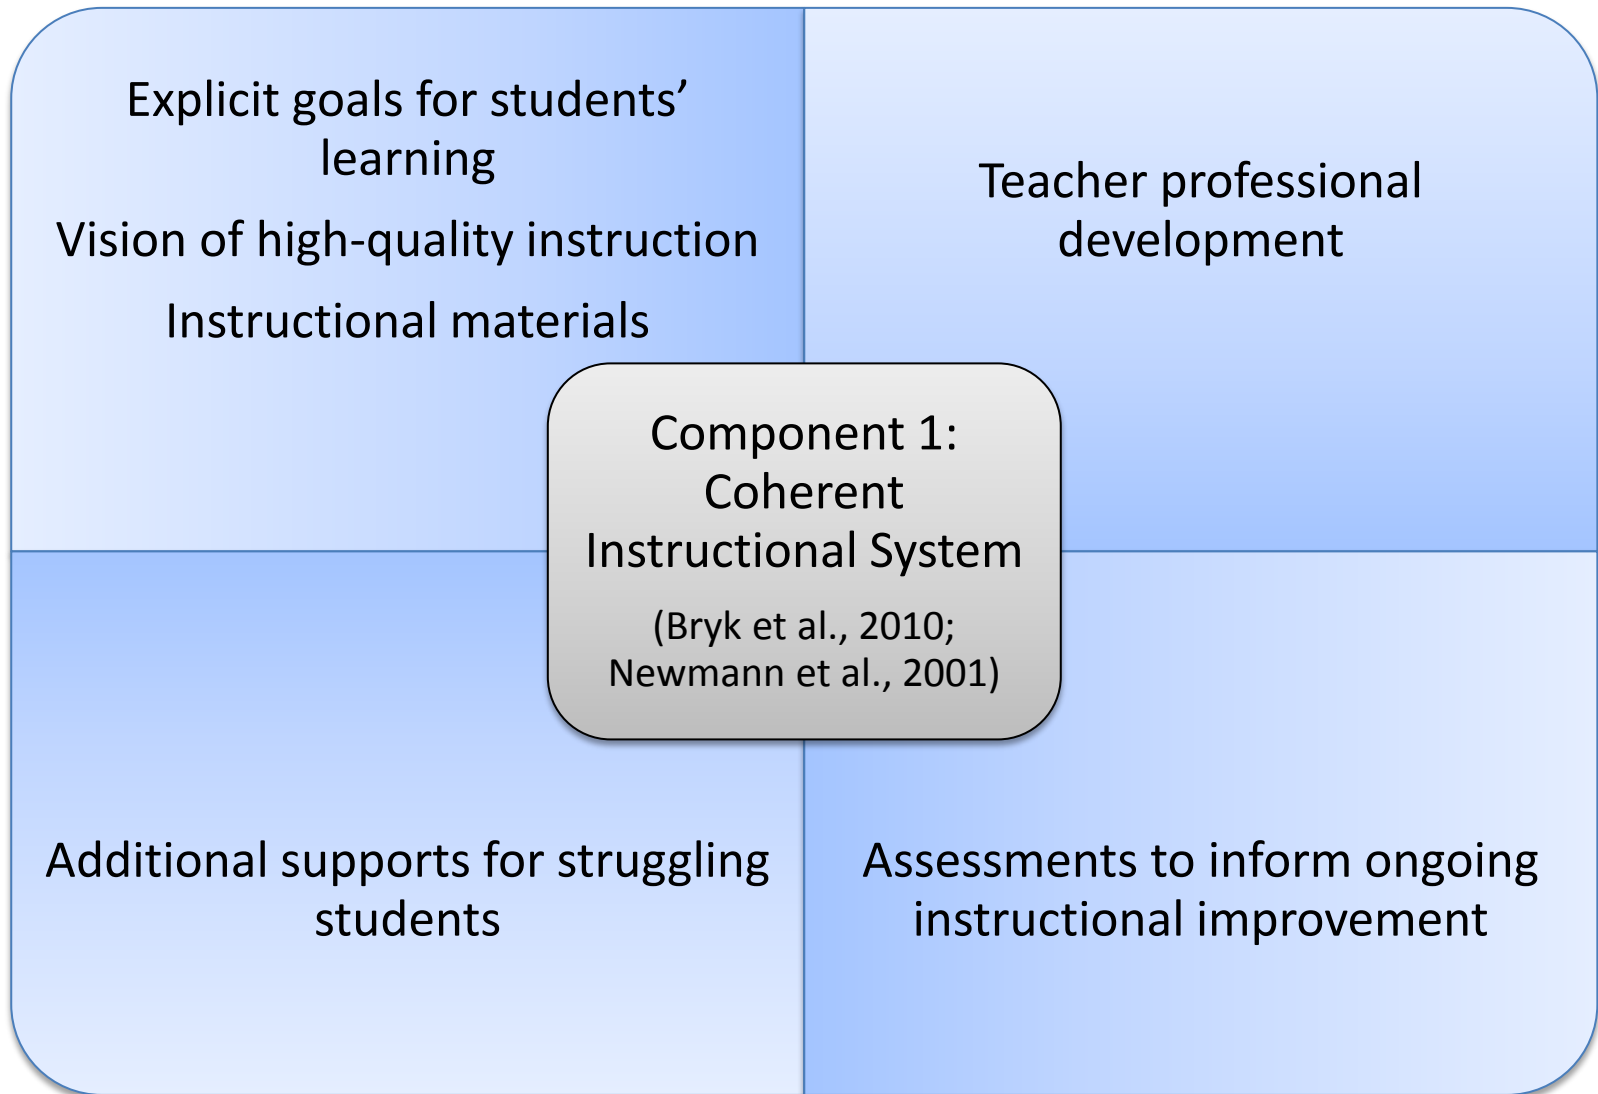 Explicit goals for students’
learning
Vision of high-quality instruction
Instructional materials
Teacher professional
development
Component 1:
Coherent
Instructional System
(Bryk et al., 2010;
Newmann et al., 2001)
Additional supports for struggling
students
Assessments to inform ongoing
instructional improvement